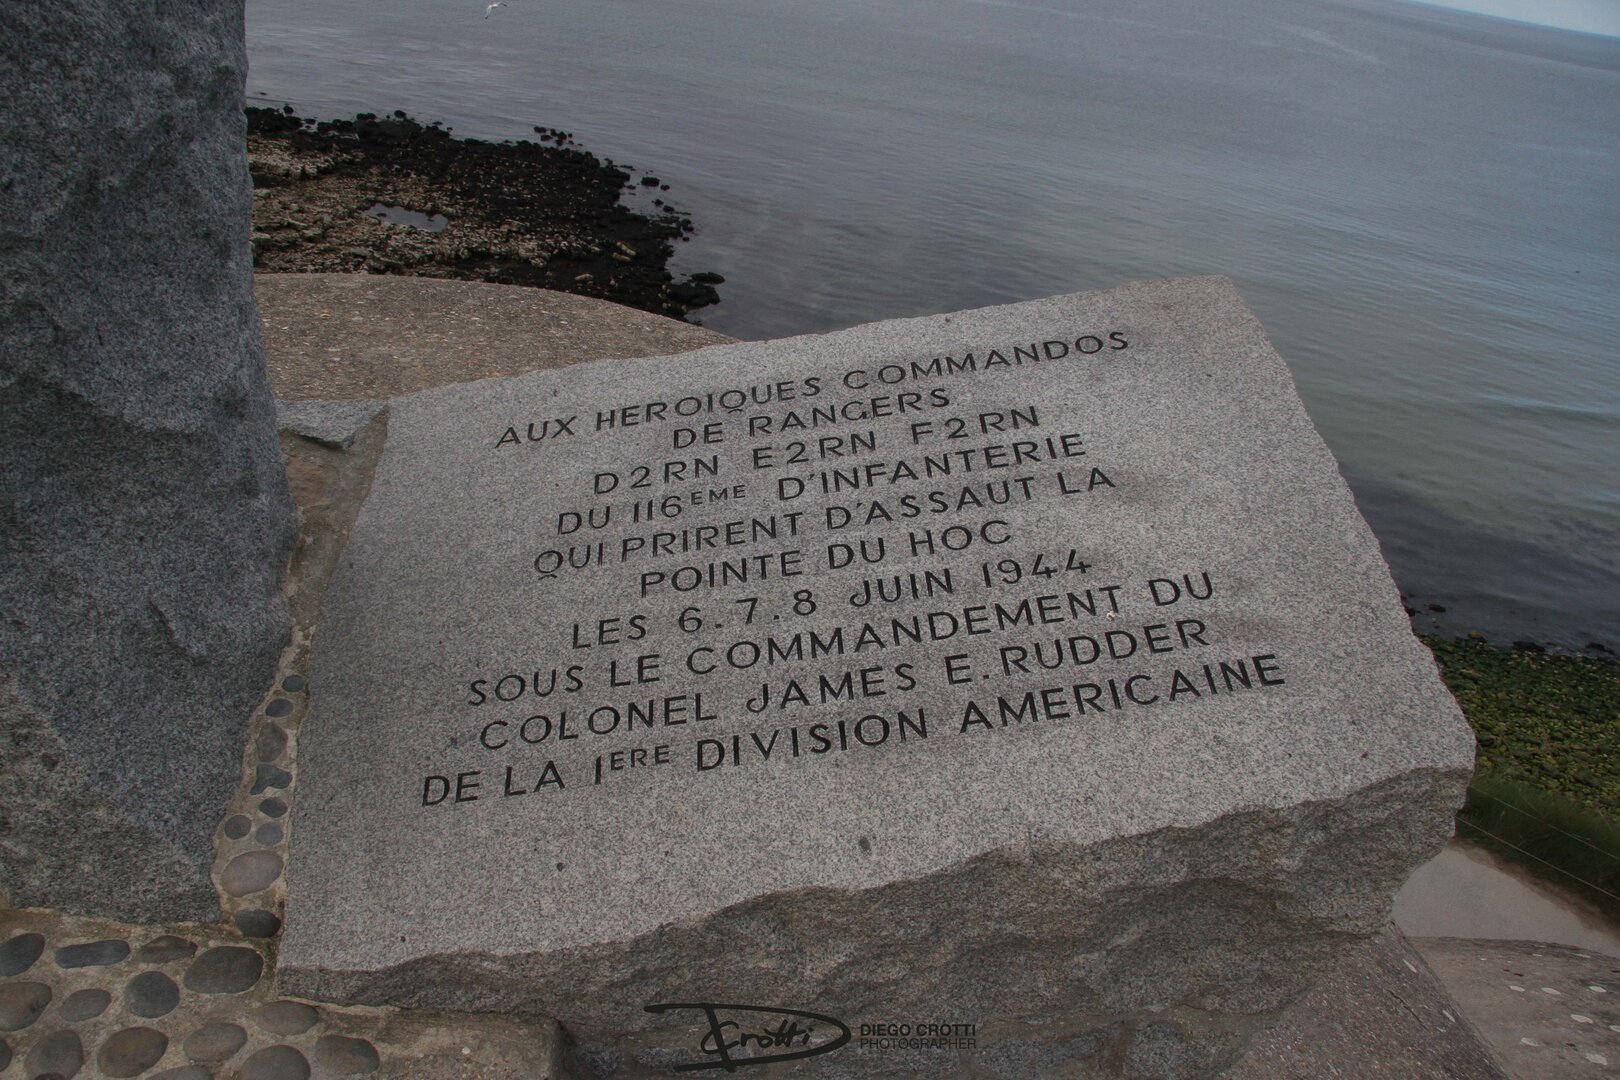 AUX HEROIQUES COMMANDOS
DE RANGERS
D2RN E2RN F2RN
DU 116EME D'INFANTERIE
QUI PRIRENT D'ASSAUT LA
POINTE DU HOC
LES 6.7.8 JUIN 1944
SOUS LE COMMANDEMENT DU
COLONEL JAMES E. RUDDER
DE LA 1ERE DIVISION AMERICAINE
Crotti
DIEGO CROTTI
PHOTOGRAPHER